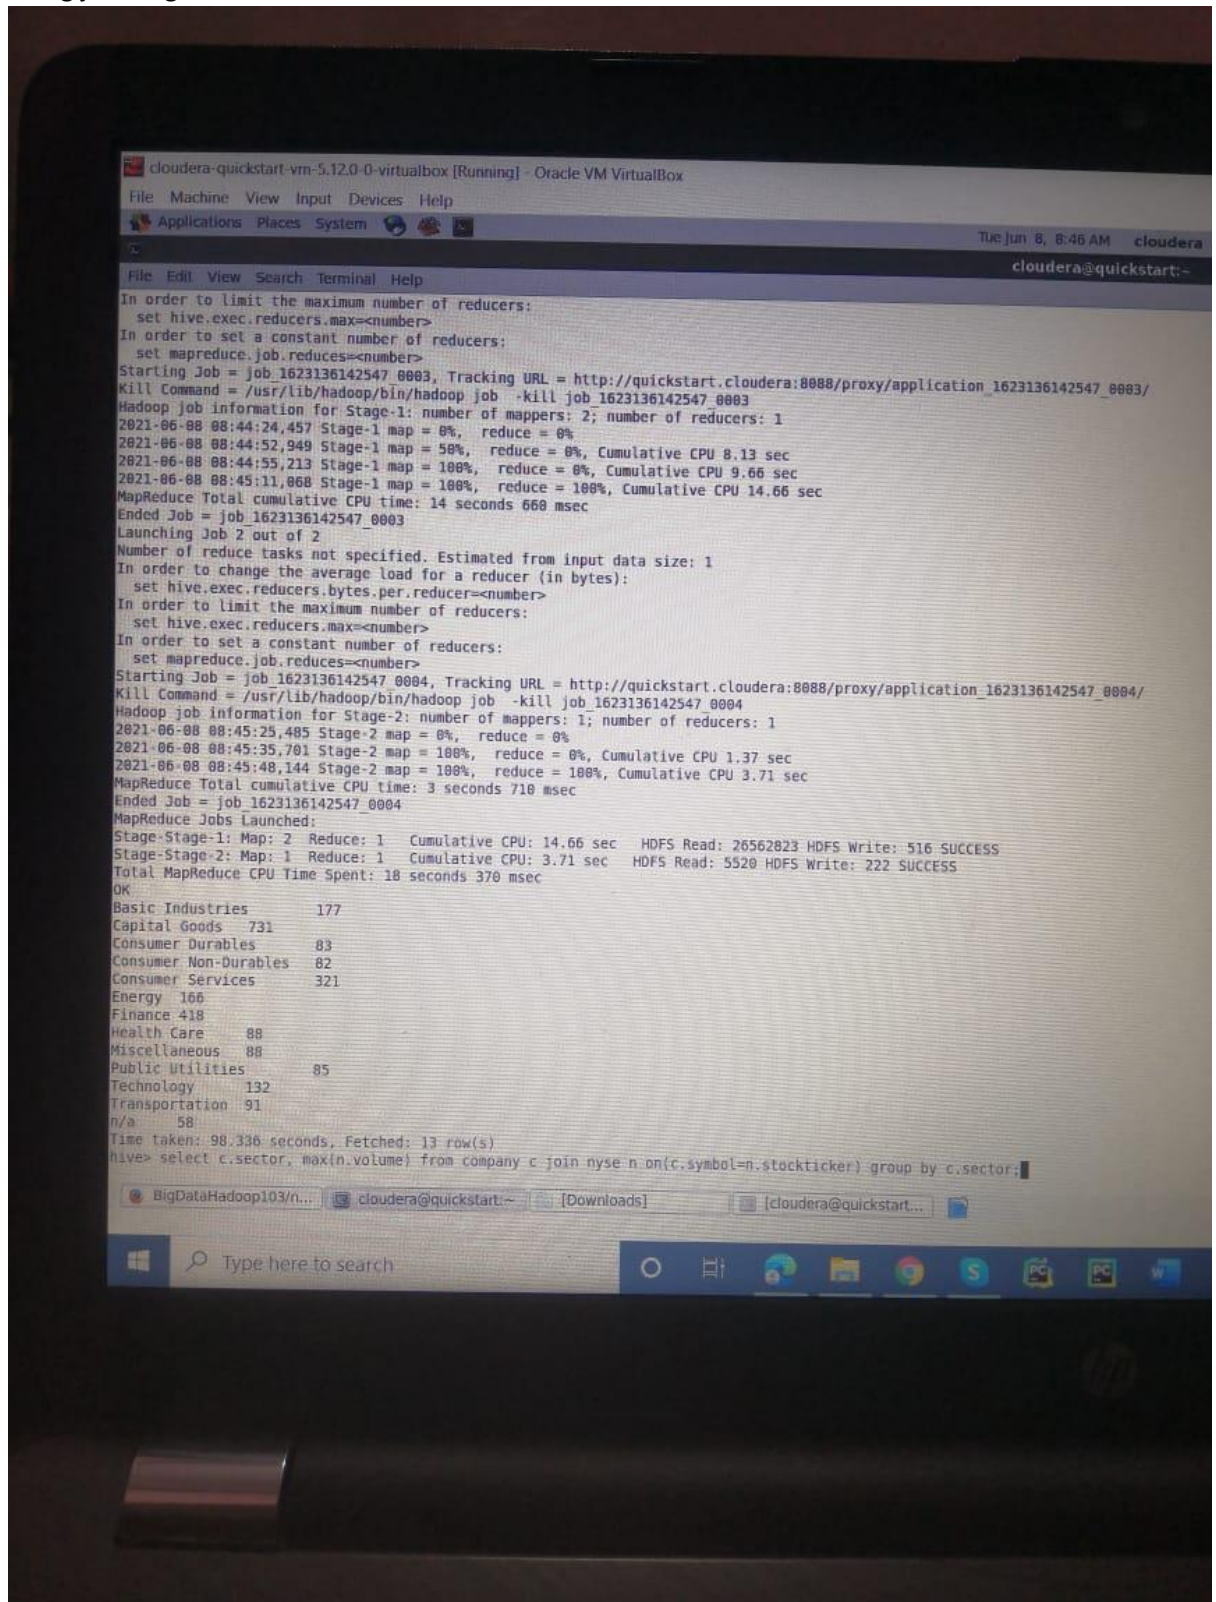 cloudera-quickstart-vm-5.12.0-0-virtualbox [Running] - Oracle VM VirtualBox
File Machine View Input Devices Help
Applications Places System
Tue Jun 8, 8:46 AM cloudera
cloudera@quickstart:~
File Edit View Search Terminal Help
In order to limit the maximum number of reducers:
set hive.exec.reducers.max=<number>
In order to set a constant number of reducers:
set mapreduce.job.reduces=<number>
Starting Job = job_1623136142547_0003, Tracking URL = http://quickstart.cloudera:8088/proxy/application_1623136142547_0003/
Kill Command = /usr/lib/hadoop/bin/hadoop job -kill job_1623136142547_0003
Hadoop job information for Stage-1: number of mappers: 2; number of reducers: 1
2021-06-08 08:44:24,457 Stage-1 map = 0%, reduce = 0%
2021-06-08 08:44:52,949 Stage-1 map = 50%, reduce = 0%, Cumulative CPU 8.13 sec
2021-06-08 08:44:55,213 Stage-1 map = 100%, reduce = 0%, Cumulative CPU 9.66 sec
2021-06-08 08:45:11,068 Stage-1 map = 100%, reduce = 100%, Cumulative CPU 14.66 sec
MapReduce Total cumulative CPU time: 14 seconds 660 msec
Ended Job = job_1623136142547_0003
Launching Job 2 out of 2
Number of reduce tasks not specified. Estimated from input data size: 1
In order to change the average load for a reducer (in bytes):
set hive.exec.reducers.bytes.per.reducer=<number>
In order to limit the maximum number of reducers:
set hive.exec.reducers.max=<number>
In order to set a constant number of reducers:
set mapreduce.job.reduces=<number>
Starting Job = job_1623136142547_0004, Tracking URL = http://quickstart.cloudera:8088/proxy/application_1623136142547_0004/
Kill Command = /usr/lib/hadoop/bin/hadoop job -kill job_1623136142547_0004
Hadoop job information for Stage-2: number of mappers: 1; number of reducers: 1
2021-06-08 08:45:25,485 Stage-2 map = 0%, reduce = 0%
2021-06-08 08:45:35,701 Stage-2 map = 100%, reduce = 0%, Cumulative CPU 1.37 sec
2021-06-08 08:45:48,144 Stage-2 map = 100%, reduce = 100%, Cumulative CPU 3.71 sec
MapReduce Total cumulative CPU time: 3 seconds 710 msec
Ended Job = job_1623136142547_0004
MapReduce Jobs Launched:
Stage-Stage-1: Map: 2 Reduce: 1 Cumulative CPU: 14.66 sec HDFS Read: 26562823 HDFS Write: 516 SUCCESS
Stage-Stage-2: Map: 1 Reduce: 1 Cumulative CPU: 3.71 sec HDFS Read: 5520 HDFS Write: 222 SUCCESS
Total MapReduce CPU Time Spent: 18 seconds 370 msec
OK
Basic Industries 177
Capital Goods 731
Consumer Durables 83
Consumer Non-Durables 82
Consumer Services 321
Energy 166
Finance 418
Health Care 88
Miscellaneous 88
Public Utilities 85
Technology 132
Transportation 91
n/a 58
Time taken: 98.336 seconds, Fetched: 13 row(s)
hive> select c.sector, max(n.volume) from company c join nyse n on(c.symbol=n.stockticker) group by c.sector;
BigDataHadoop103/n... cloudera@quickstart:~ [Downloads] [cloudera@quickstart...
Type here to search
hp